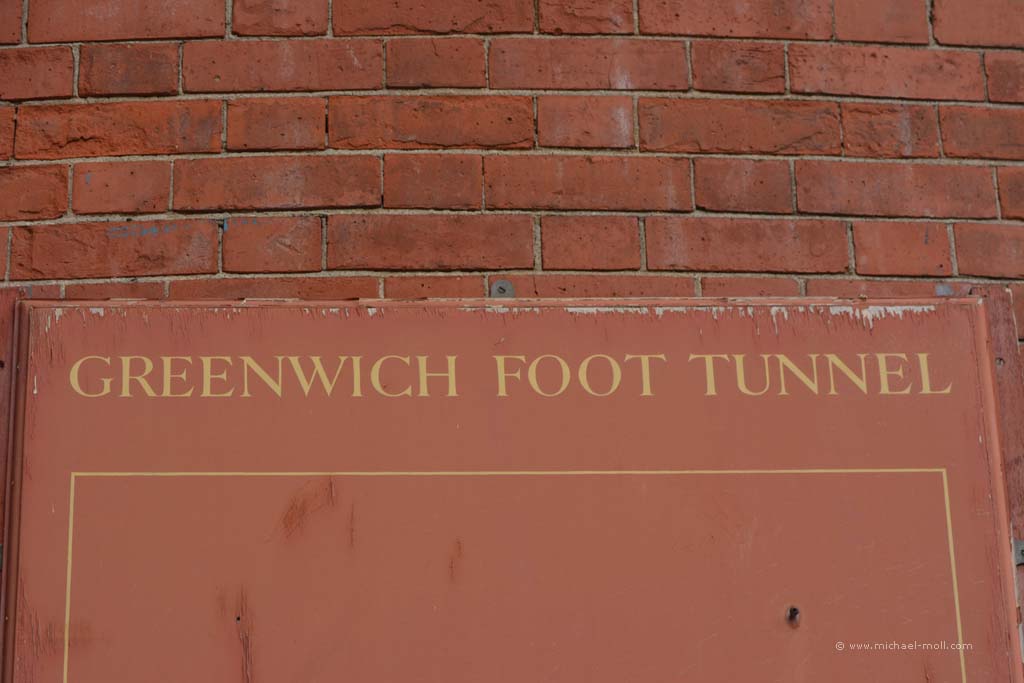 GREENWICH FOOT TUNNEL
© www.michael-moll.com